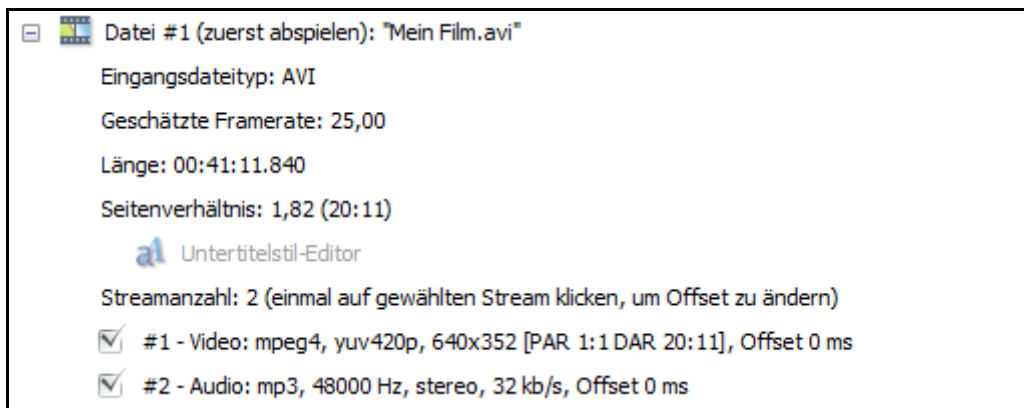 Datei #1 (zuerst abspielen): "Mein Film.avi"
Eingangsdateityp: AVI
Geschätzte Framerate: 25,00
Länge: 00:41:11.840
Seitenverhältnis: 1,82 (20:11)
Untertitelstil-Editor
Streamanzahl: 2 (einmal auf gewählten Stream klicken, um Offset zu ändern)
#1 - Video: mpeg4, yuv420p, 640x352 [PAR 1:1 DAR 20:11], Offset 0 ms
#2 - Audio: mp3, 48000 Hz, stereo, 32 kb/s, Offset 0 ms